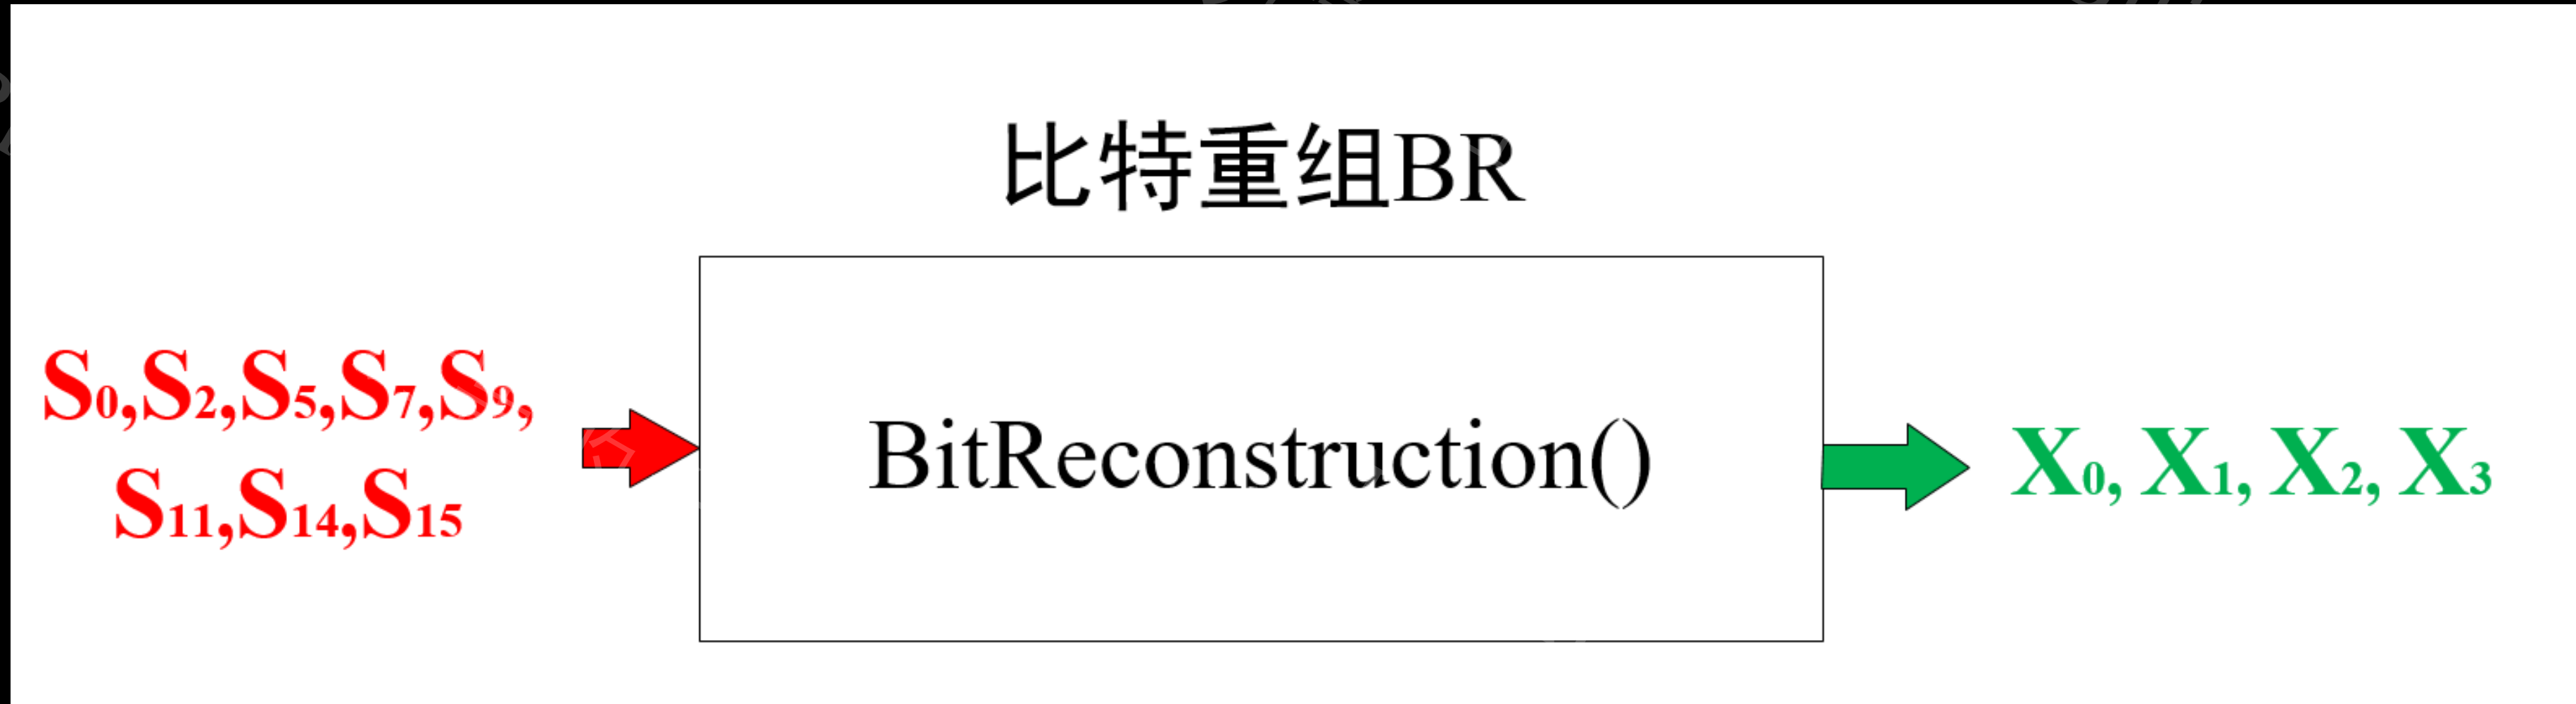 比特重组BR
S0,S2,S5,S7,S9,
S11,S14,S15
BitReconstruction()
X0, X1, X2, X3